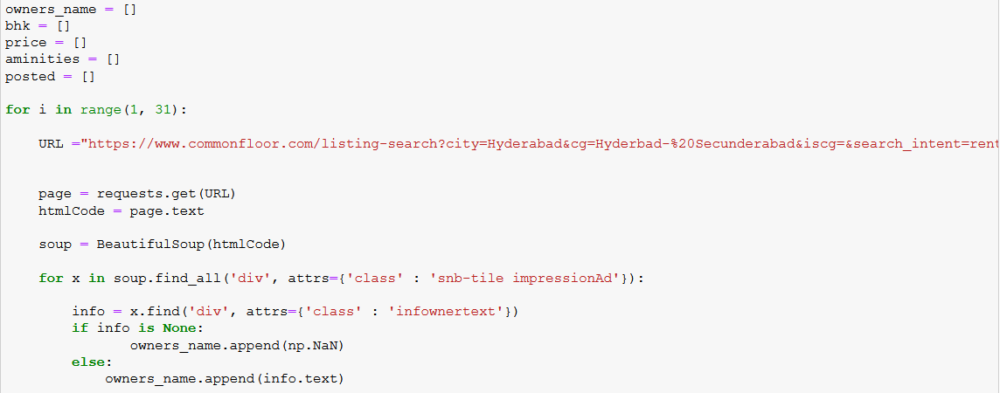 owners_name = []
bhk = []
price = []
aminities = []
posted = []
for i in range(1, 31):
URL ="https://www.commonfloor.com/listing-search?city=Hyderabad&cg=Hyderbad-%20Secunderabad&iscg=&search_intent=rent
page = requests.get(URL)
htmlCode = page.text
soup = BeautifulSoup(htmlCode)
for x in soup.find_all('div', attrs={'class' : 'snb-tile impressionAd'}):
info = x.find('div', attrs={'class' : 'infownertext'})
if info is None:
owners_name.append(np.NaN)
else:
owners_name.append(info.text)